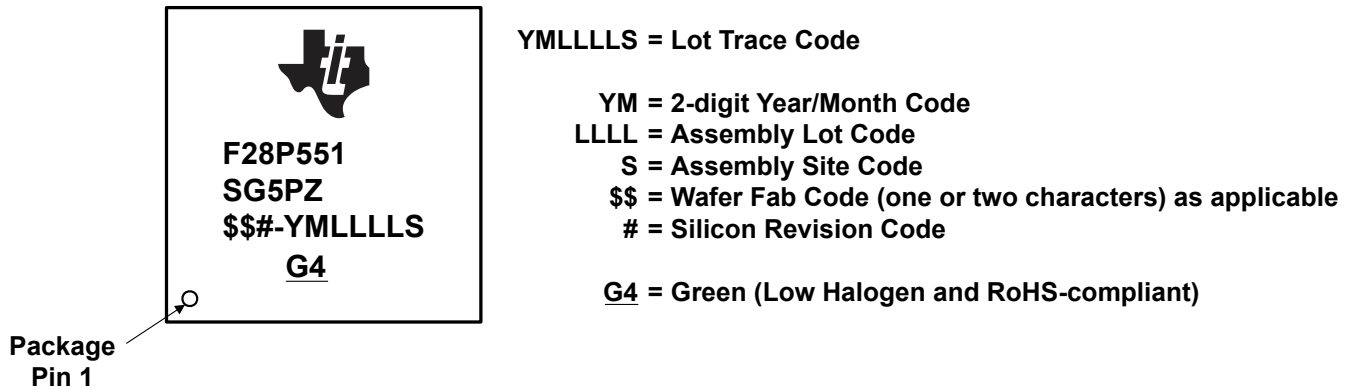 F28P551
SG5PZ
$$#-YMLLLLS
G4
Package
Pin 1
YMLLLLS = Lot Trace Code
YM = 2-digit Year/Month Code
LLLL = Assembly Lot Code
S = Assembly Site Code
$$ = Wafer Fab Code (one or two characters) as applicable
# = Silicon Revision Code
G4 = Green (Low Halogen and RoHS-compliant)